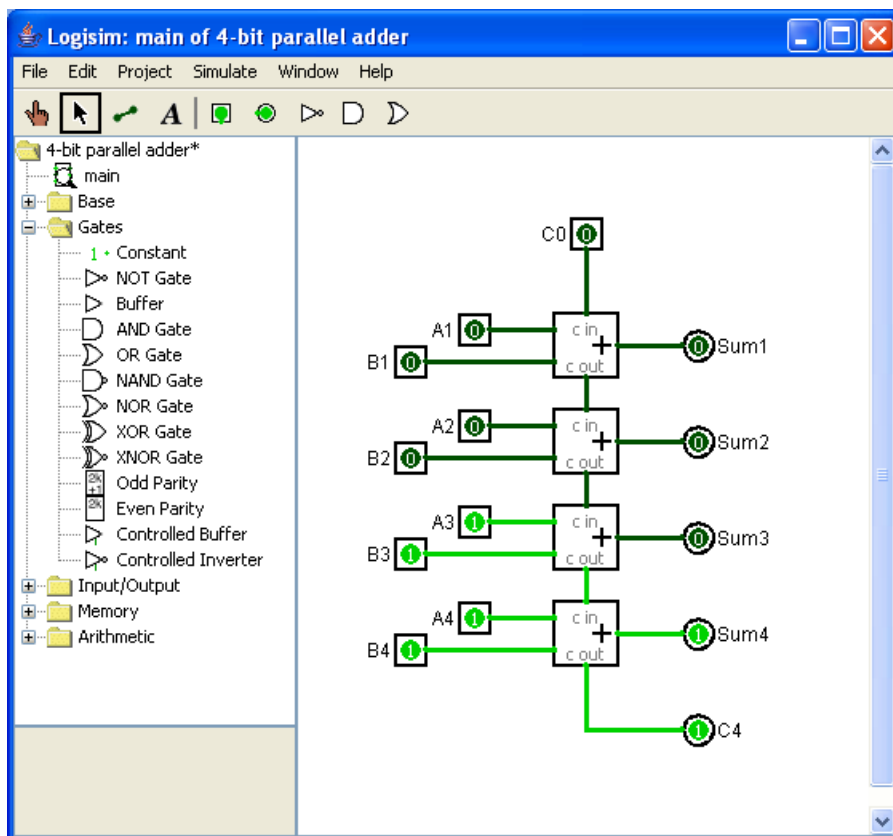 Logisim: main of 4-bit parallel adder
File Edit Project Simulate Window Help
A
4-bit parallel adder*
main
Base
Gates
1 Constant
NOT Gate
Buffer
AND Gate
OR Gate
NAND Gate
NOR Gate
XOR Gate
XNOR Gate
2k+1 Odd Parity
2k Even Parity
Controlled Buffer
Controlled Inverter
Input/Output
Memory
Arithmetic
C0 0
A1 0 c in
B1 0 + 0 Sum1
c out
A2 0 c in
B2 0 + 0 Sum2
c out
A3 1 c in
B3 1 + 0 Sum3
c out
A4 1 c in
B4 1 + 1 Sum4
c out
1 C4